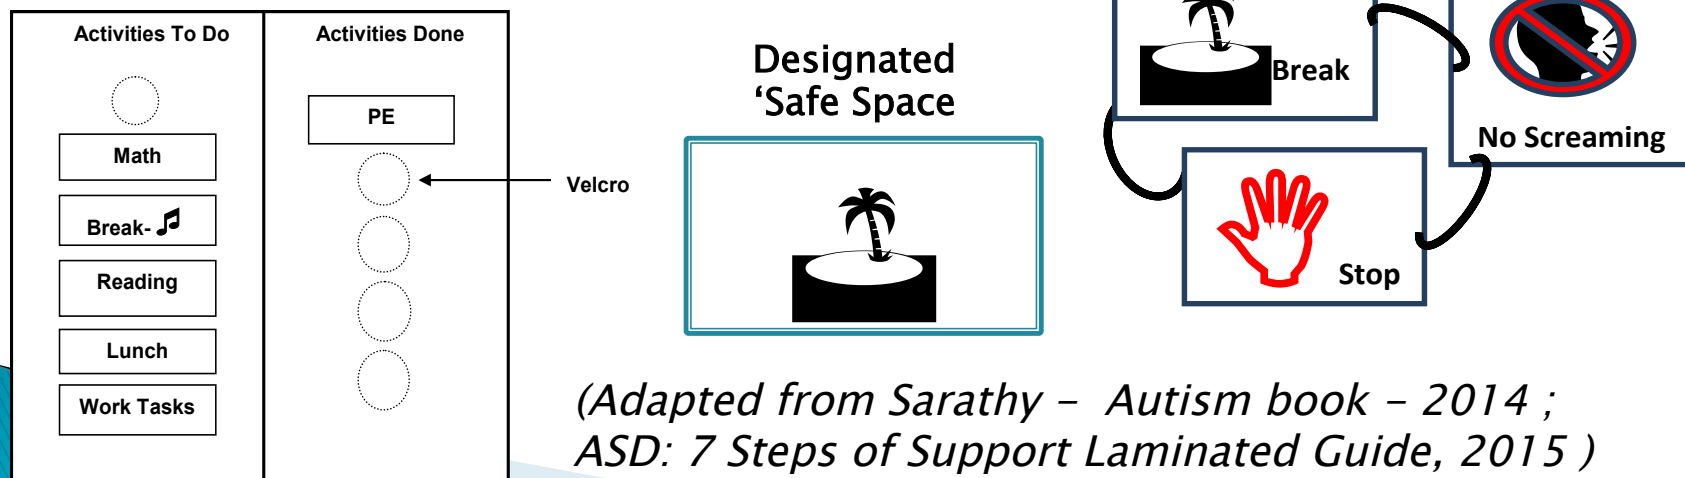 Activities To Do
Math
Break-
Reading
Lunch
Work Tasks
Activities Done
PE
Velcro
Designated
‘Safe Space
Break
No Screaming
Stop
(Adapted from Sarathy – Autism book – 2014 ;
ASD: 7 Steps of Support Laminated Guide, 2015 )